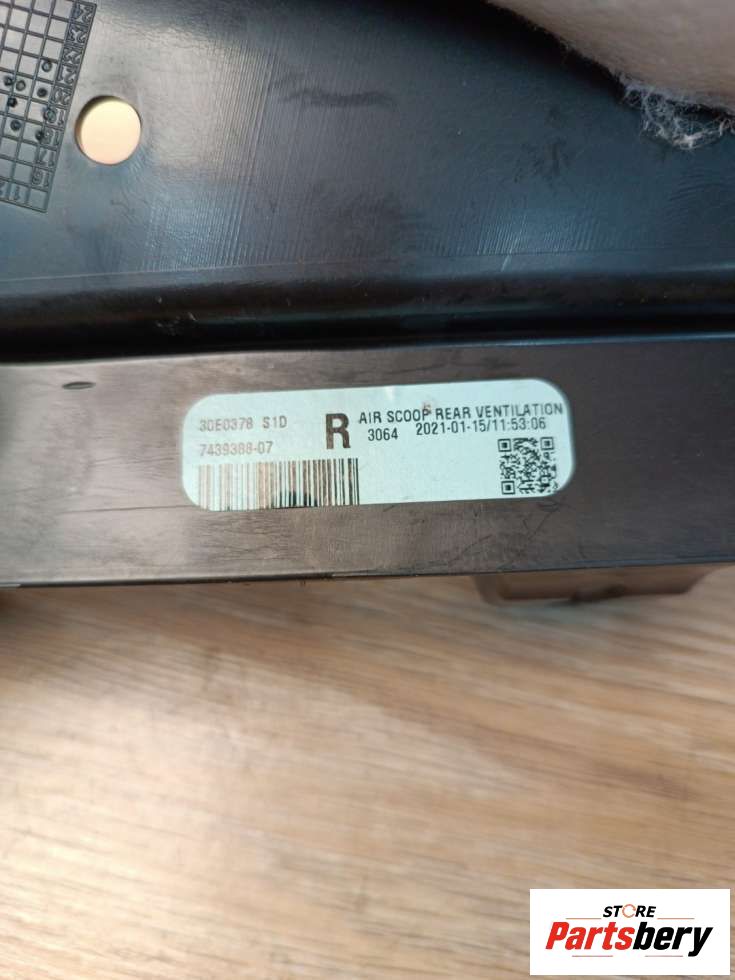 30E0378 S1D
7439388-07
R
AIR SCOOP REAR VENTILATION
3064 2021-01-15/11:53:06
STORE
Partsbery